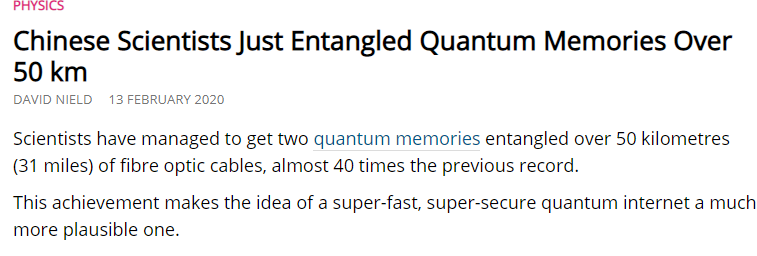 PHYSICS
Chinese Scientists Just Entangled Quantum Memories Over
50 km
DAVID NIELD 13 FEBRUARY 2020
Scientists have managed to get two quantum memories entangled over 50 kilometres
(31 miles) of fibre optic cables, almost 40 times the previous record.
This achievement makes the idea of a super-fast, super-secure quantum internet a much
more plausible one.